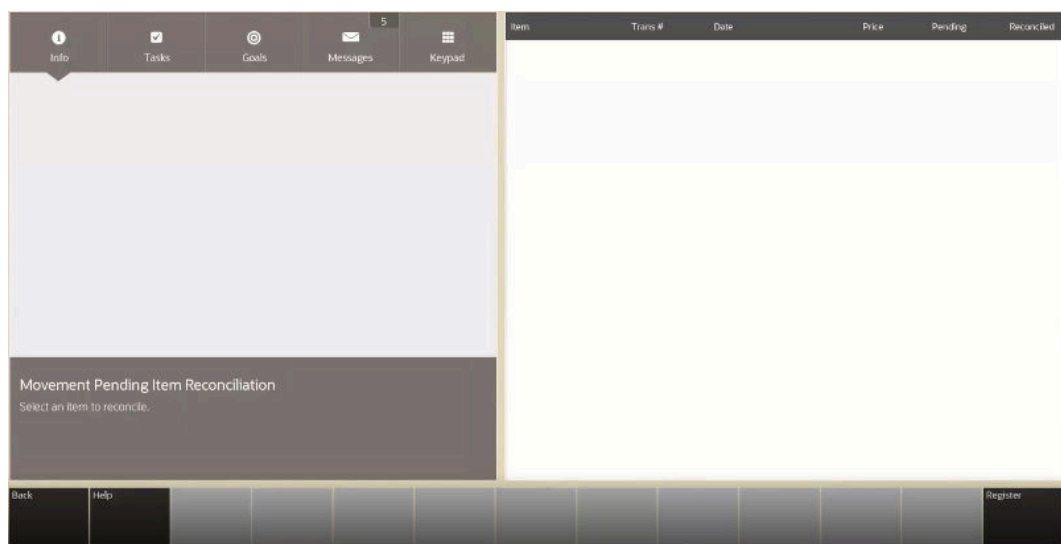 5
Info Tasks Goals Messages Keypad
Item Trans # Date Price Pending Reconciled
Movement Pending Item Reconciliation
Select an item to reconcile.
Back Help Register